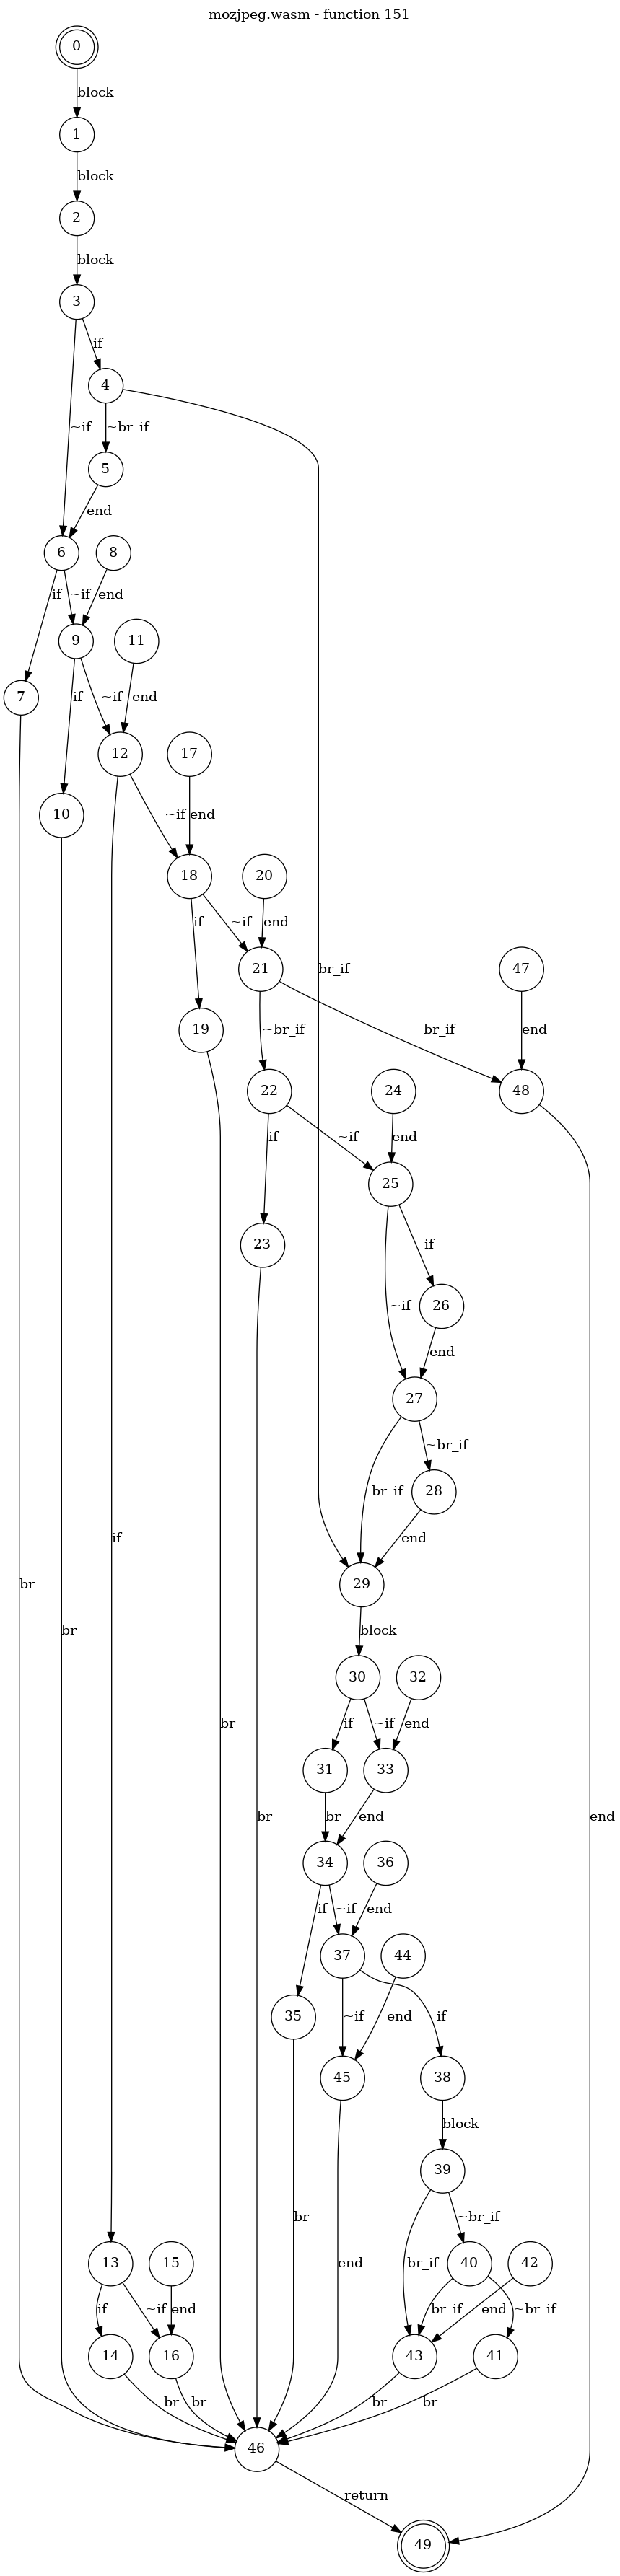 mozjpeg.wasm - function 151
0
block
1
block
2
block
3
if
4
~if
~br_if
5
end
6
8
if
~if
end
9
11
7
if
~if
end
12
17
10
~if
end
18
20
if
~if
end
21
47
br_if
19
~br_if
br_if
end
22
24
48
if
~if
end
25
23
if
26
~if
end
27
~br_if
br_if
28
if
end
br
29
br
block
30
32
if
~if
end
31
33
br
br
br
end
end
34
36
if
~if
end
37
44
35
~if
end
if
45
38
block
39
br
~br_if
13
15
end
br_if
40
42
if
~if
end
br_if
end
~br_if
14
16
43
41
br
br
br
br
46
return
49